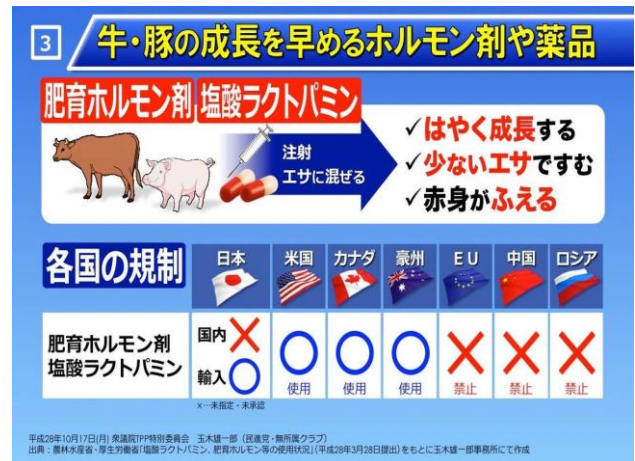 3 牛・豚の成長を早めるホルモン剤や薬品
肥育ホルモン剤 塩酸ラクトパミン
注射
エサに混ぜる
✓はやく成長する
✓少ないエサですむ
✓赤身がふえる
各国の規制
日本 米国 カナダ 豪州 EU 中国 ロシア
肥育ホルモン剤
塩酸ラクトパミン
国内 ×
輸入 ○
○ 使用 ○ 使用 ○ 使用 × 禁止 × 禁止 × 禁止
×…未指定・未承認
平成28年10月17日(月) 衆議院TPP特別委員会 玉木雄一郎(民進党・無所属クラブ)
出典:農林水産省・厚生労働省「塩酸ラクトパミン、肥育ホルモン等の使用状況」(平成28年3月28日提出)をもとに玉木雄一郎事務所にて作成